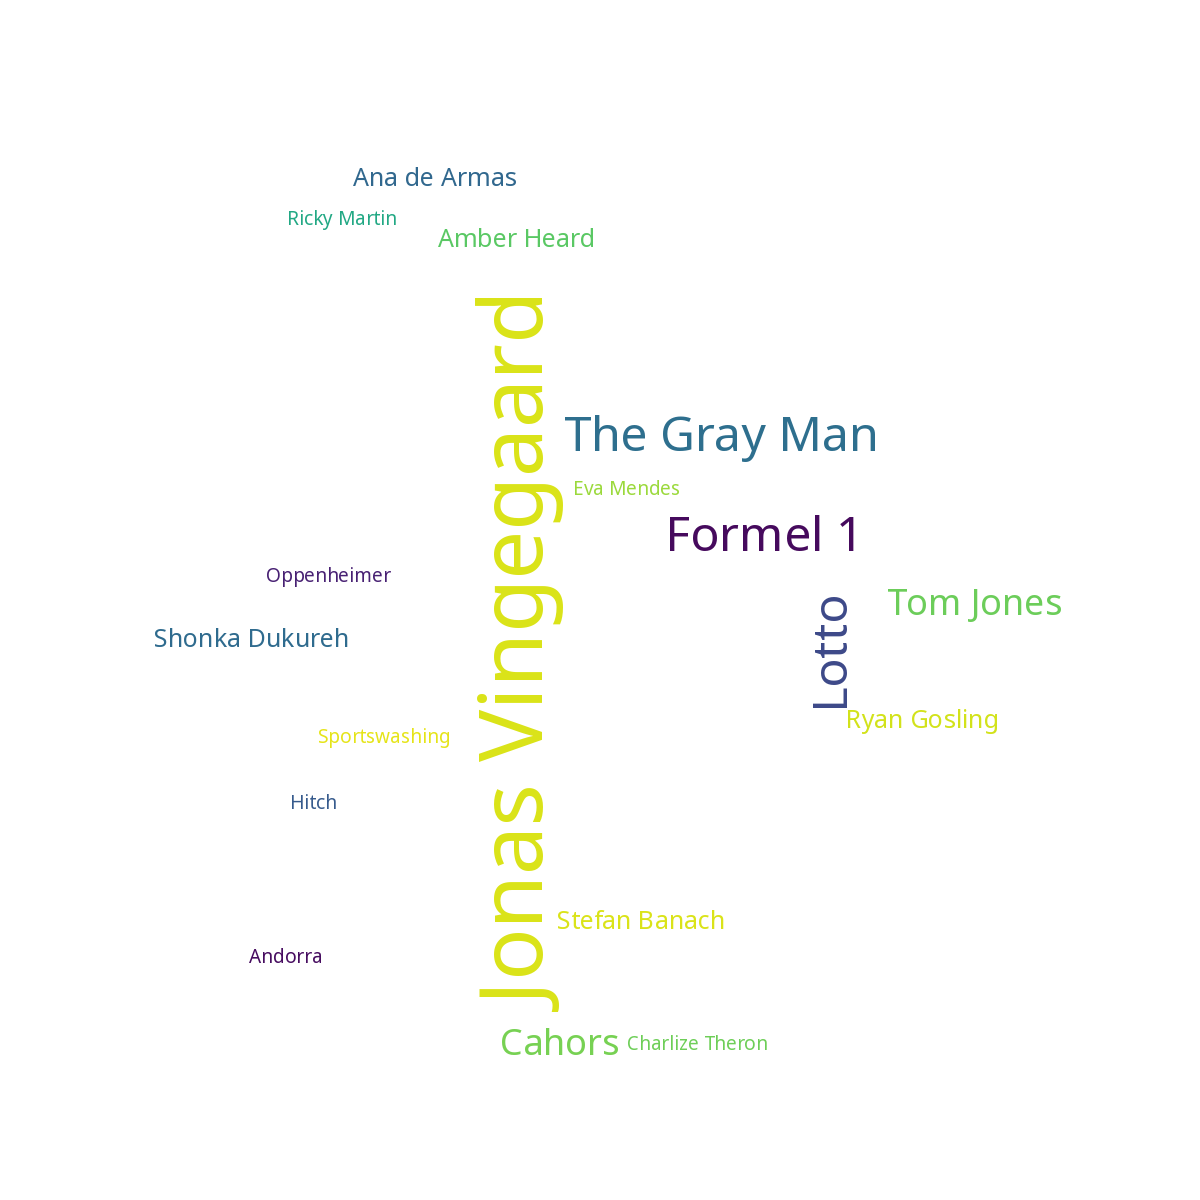 Ana de Armas
Ricky Martin
Amber Heard
Jonas Vingegaard
The Gray Man
Eva Mendes
Formel 1
Oppenheimer
Tom Jones
Lotto
Shonka Dukureh
Ryan Gosling
Sportswashing
Hitch
Stefan Banach
Andorra
Cahors
Charlize Theron